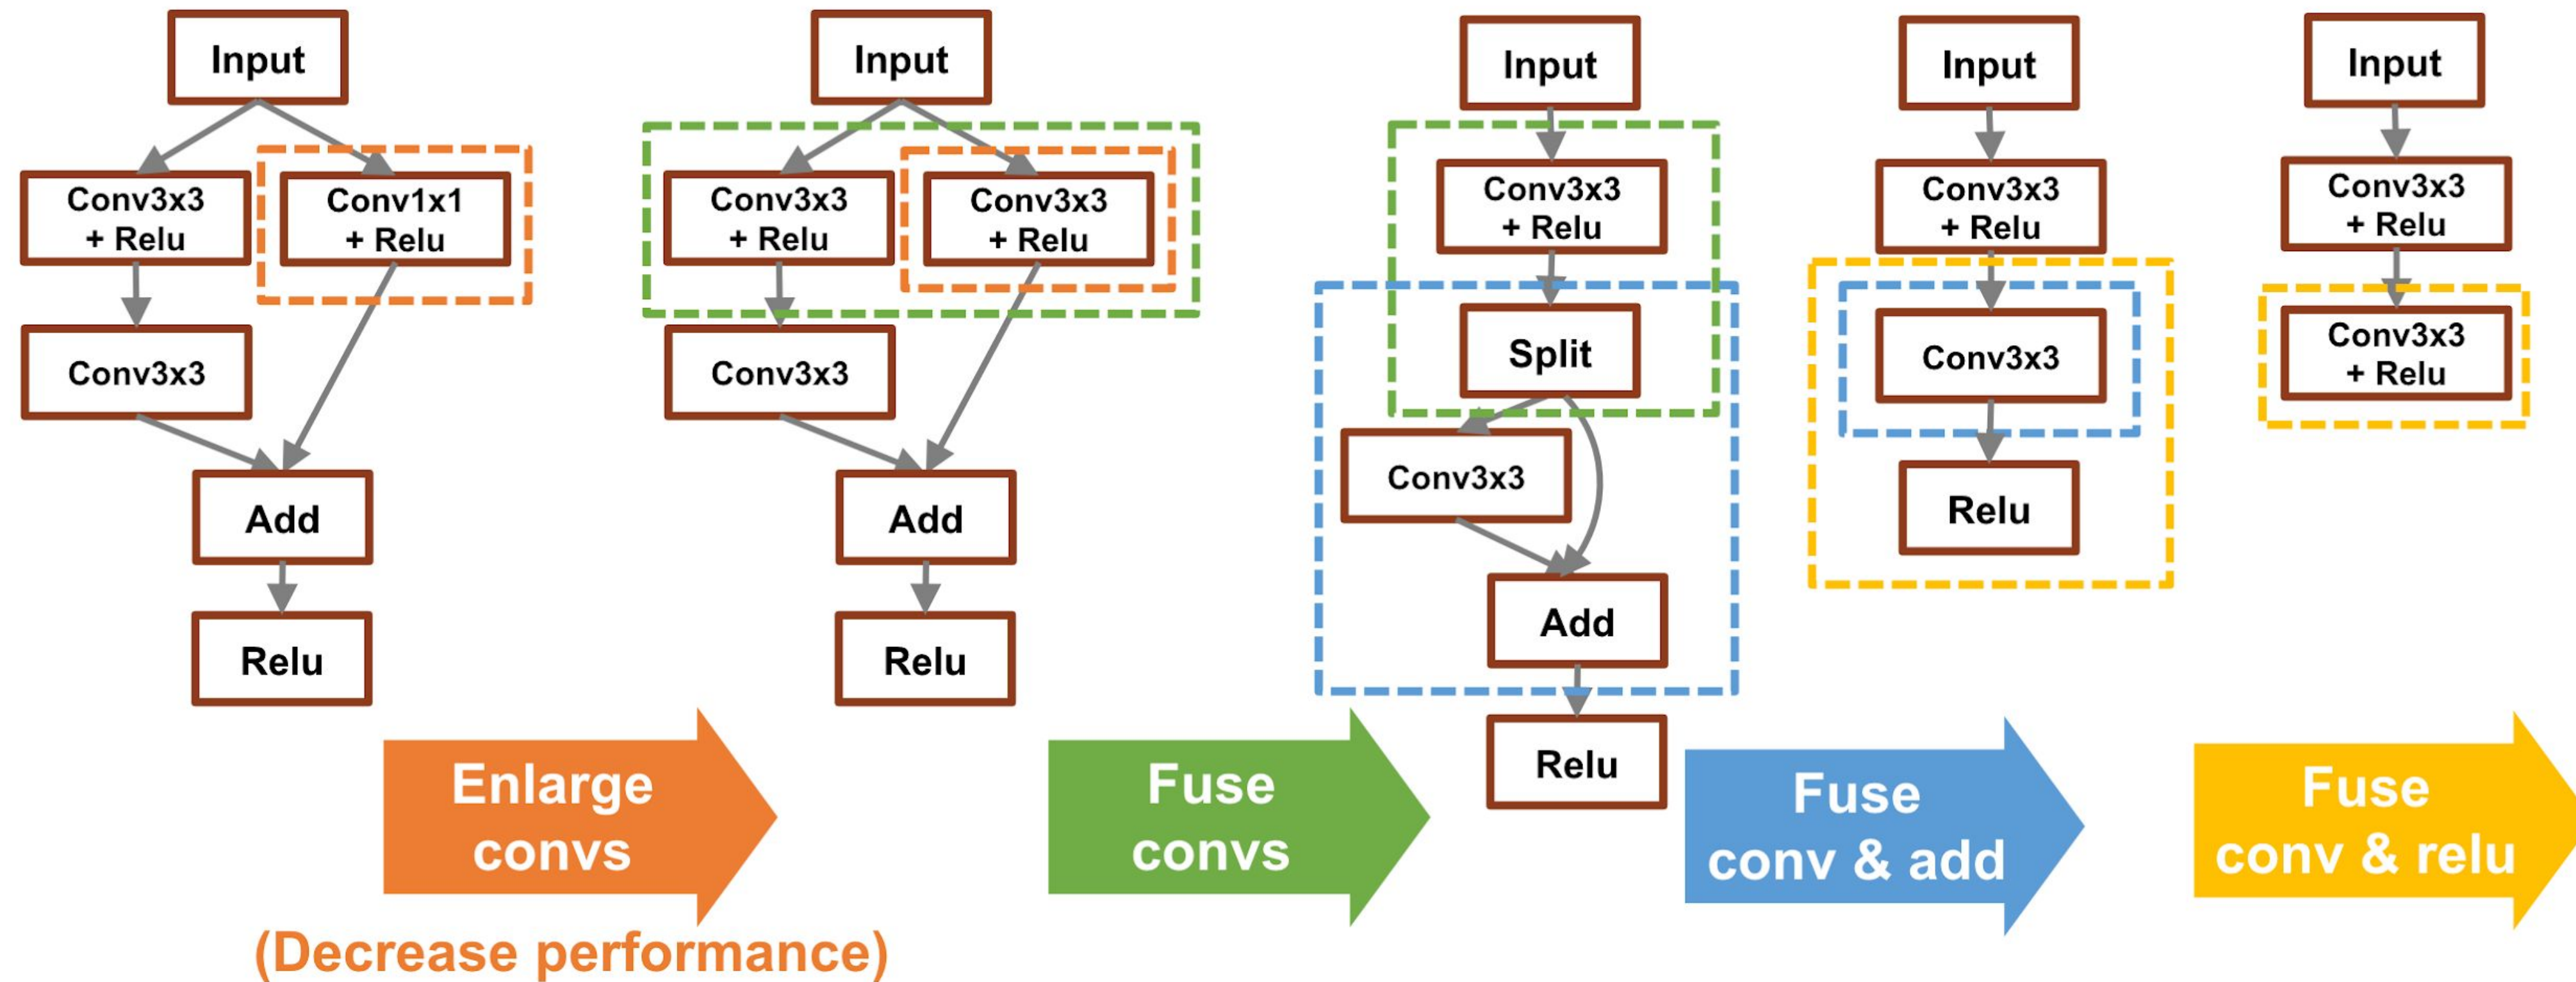 Input
Conv3x3
+ Relu
Conv1x1
+ Relu
Conv3x3
Add
Relu
Input
Conv3x3
+ Relu
Conv3x3
+ Relu
Conv3x3
Add
Relu
Input
Conv3x3
+ Relu
Split
Conv3x3
Add
Relu
Input
Conv3x3
+ Relu
Conv3x3
Relu
Input
Conv3x3
+ Relu
Conv3x3
+ Relu
Enlarge
convs
(Decrease performance)
Fuse
convs
Fuse
conv & add
Fuse
conv & relu